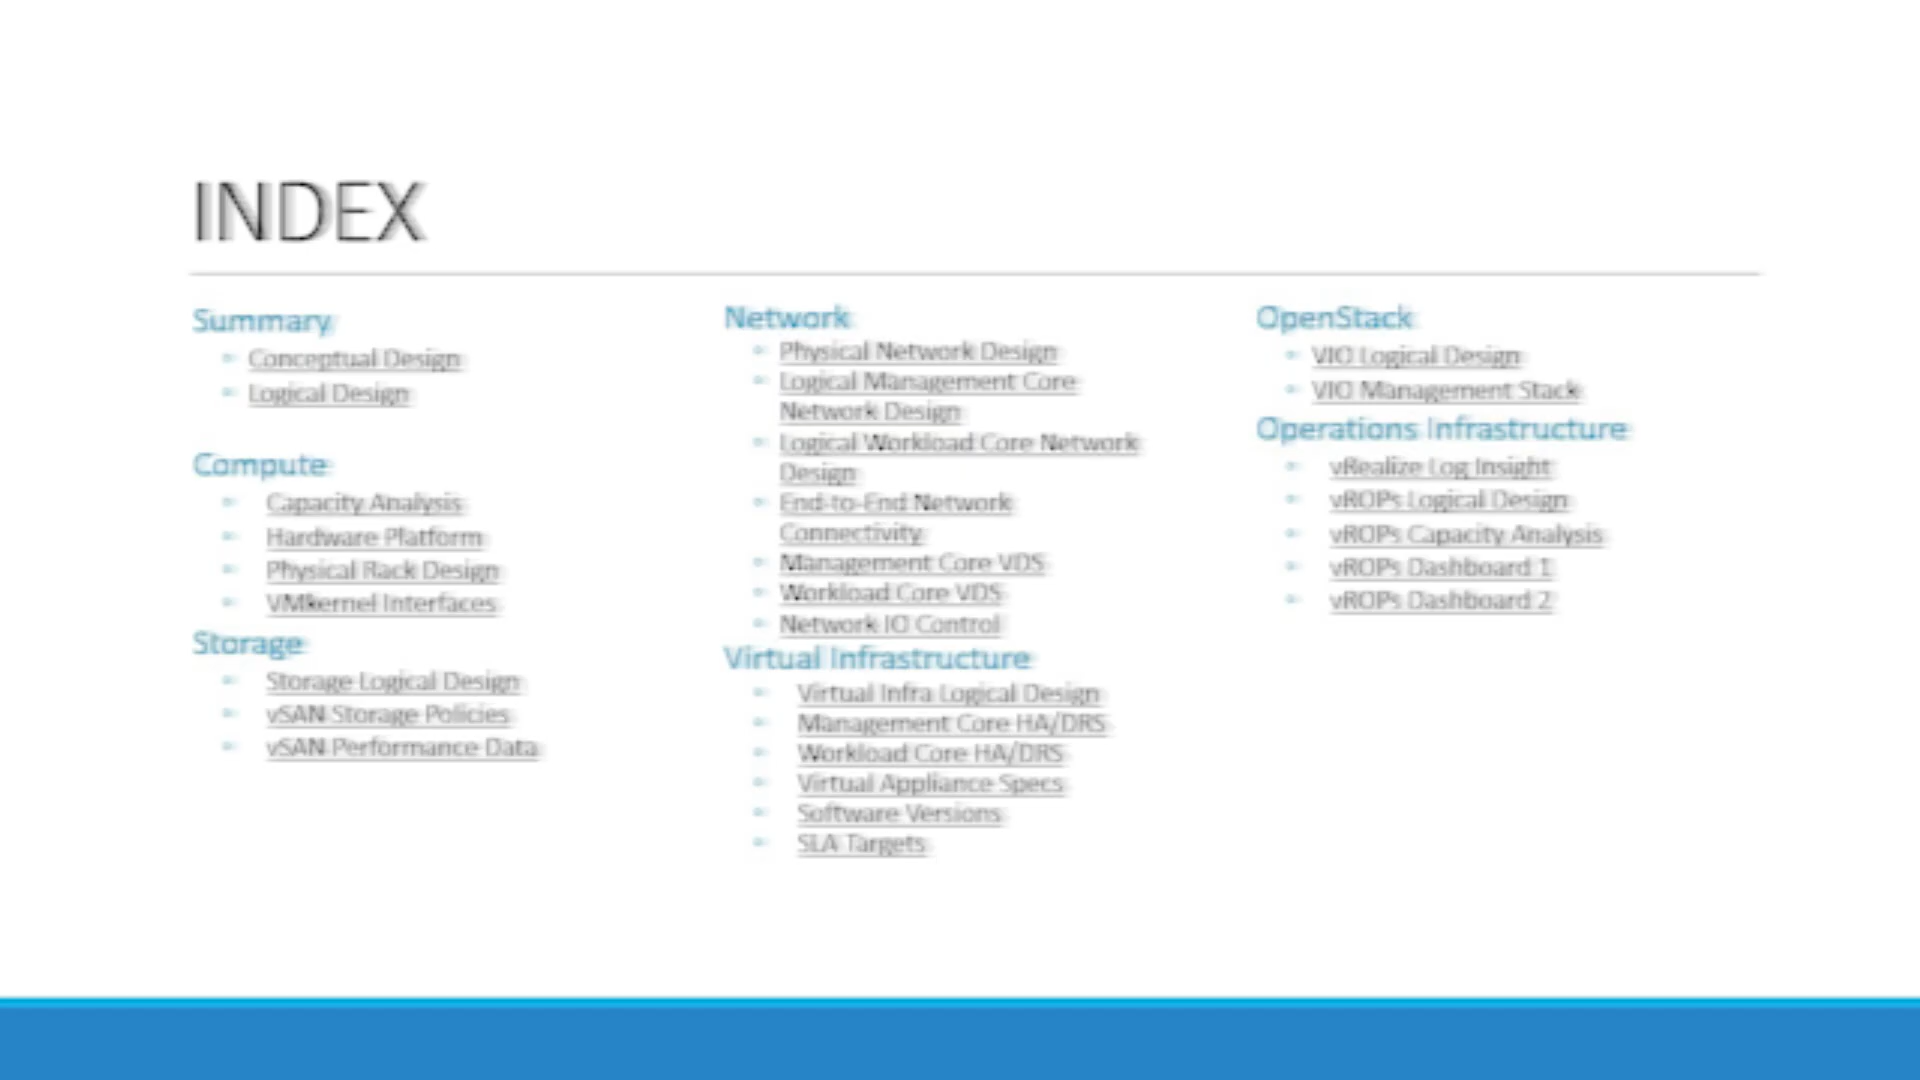 INDEX
Summary
Conceptual Design
Logical Design
Compute
Capacity Analysis
Hardware Platform
Physical Rack Design
VMkernel Interfaces
Storage
Storage Logical Design
vSAN Storage Policies
vSAN Performance Data
Network
Physical Network Design
Logical Management Core
Network Design
Logical Workload Core Network
Design
End-to-End Network
Connectivity
Management Core VDS
Workload Core VDS
Network IO Control
Virtual Infrastructure
Virtual Infra Logical Design
Management Core HA/DRS
Workload Core HA/DRS
Virtual Appliance Specs
Software Versions
SLA Targets
OpenStack
VIO Logical Design
VIO Management Stack
Operations Infrastructure
vRealize Log Insight
vROPs Logical Design
vROPs Capacity Analysis
vROPs Dashboard 1
vROPs Dashboard 2